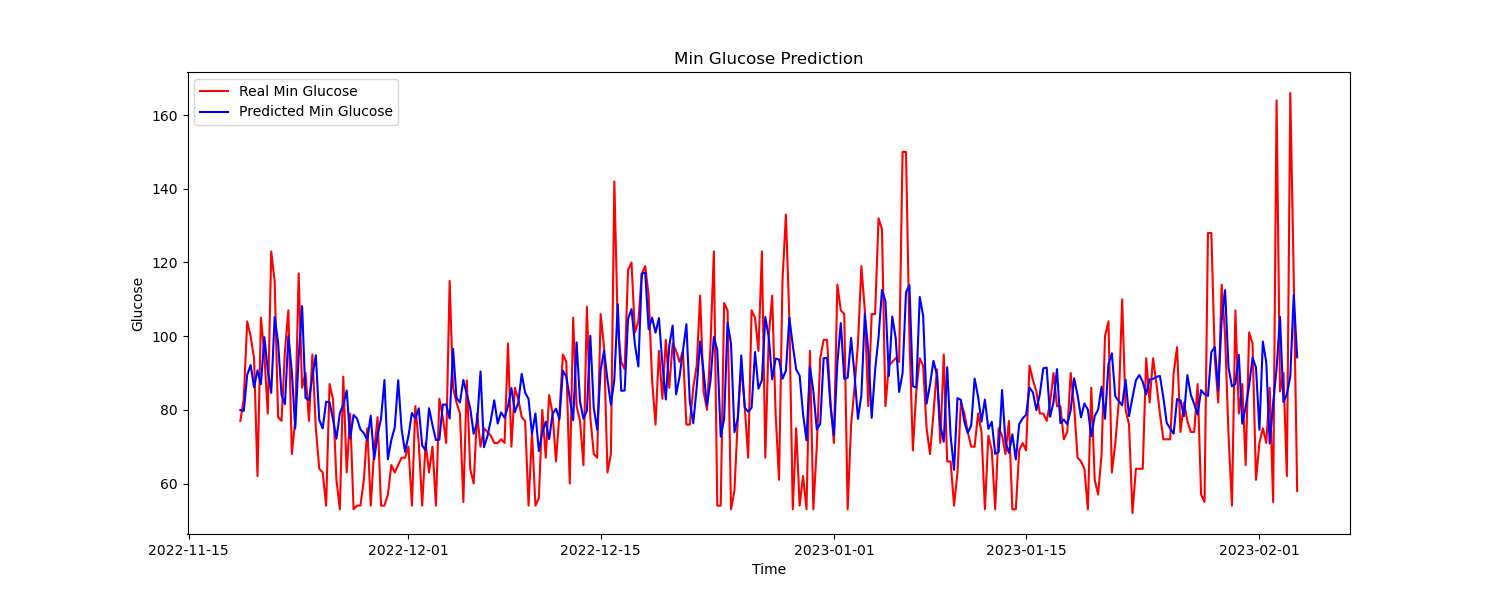 Min Glucose Prediction
Real Min Glucose
Predicted Min Glucose
Glucose
160
140
120
100
80
60
2022-11-15
2022-12-01
2022-12-15
2023-01-01
2023-01-15
2023-02-01
Time